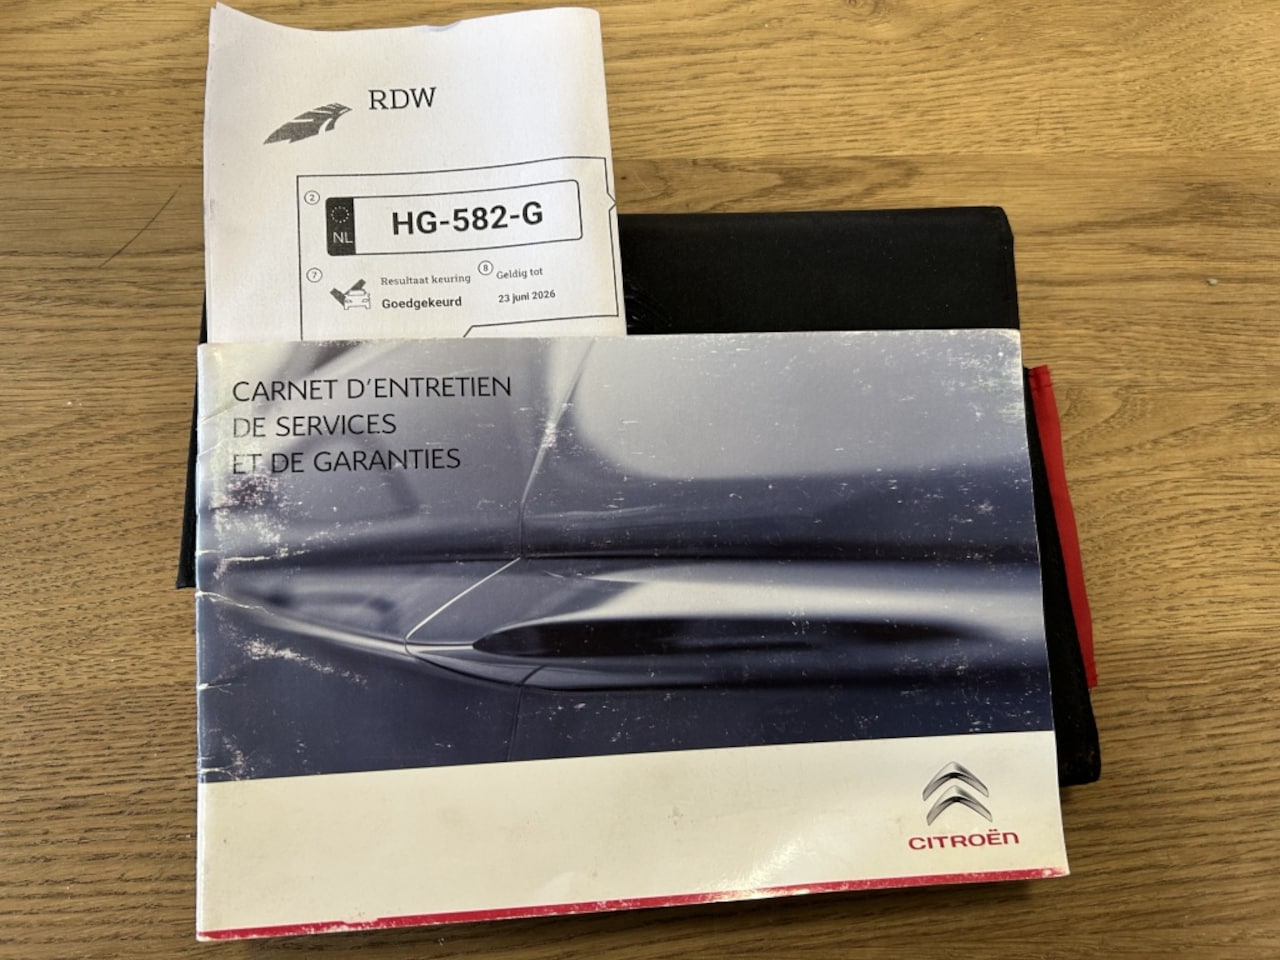 RDW
2
NL
HG-582-G
7
Resultaat keuring
Goedgekeurd
8
Geldig tot
23 juni 2026
CARNET D'ENTRETIEN
DE SERVICES
ET DE GARANTIES
CITROËN